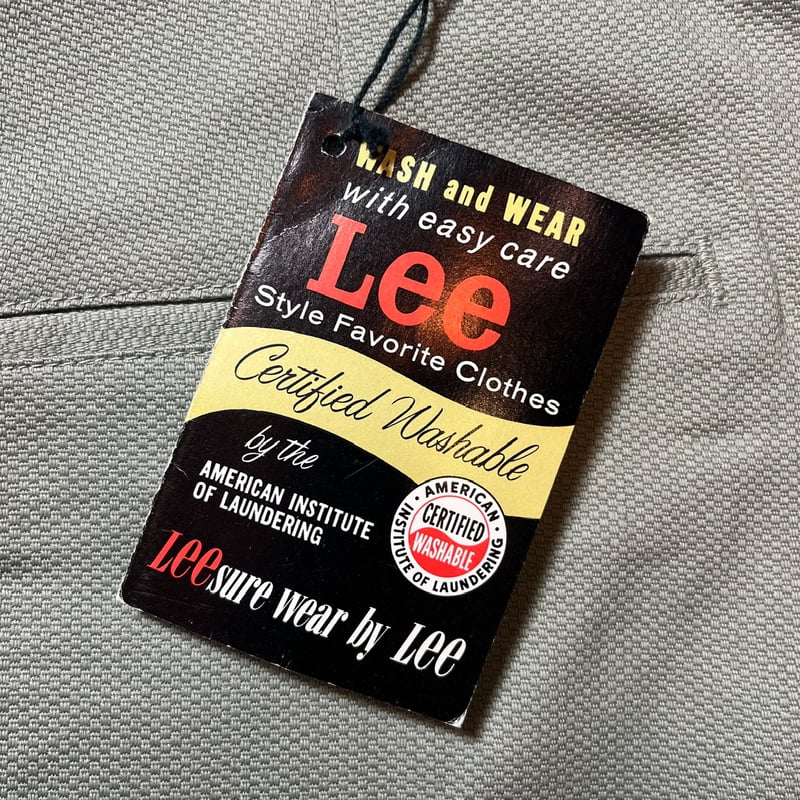 WASH and WEAR
with easy care
Lee
Style Favorite Clothes
Certified Washable
by the
AMERICAN INSTITUTE
OF LAUNDERING
· AMERICAN ·
INSTITUTE OF LAUNDERING
CERTIFIED
WASHABLE
Leesure Wear by Lee